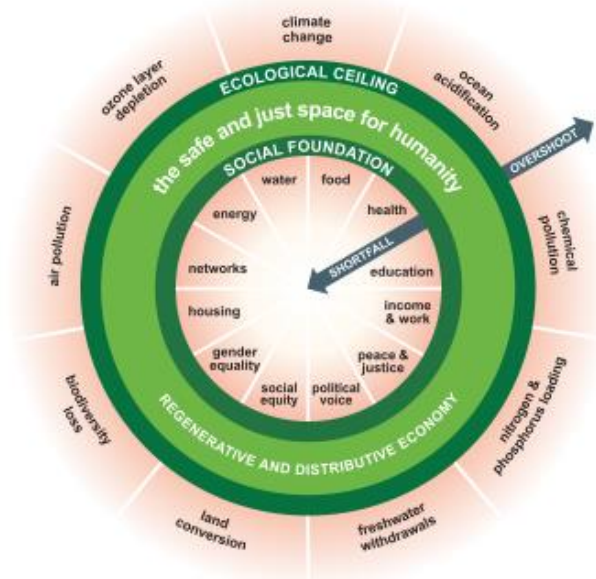 climate
change
ozone layer
depletion
ocean
acidification
ECOLOGICAL CEILING
the safe and just space for humanity
OVERSHOOT
SOCIAL FOUNDATION
water
food
energy
health
SHORTFALL
air pollution
chemical
pollution
networks
education
housing
income
& work
gender
equality
peace &
justice
social
equity
political
voice
REGENERATIVE AND DISTRIBUTIVE ECONOMY
biodiversity
loss
nitrogen &
phosphorus loading
land
conversion
freshwater
withdrawals